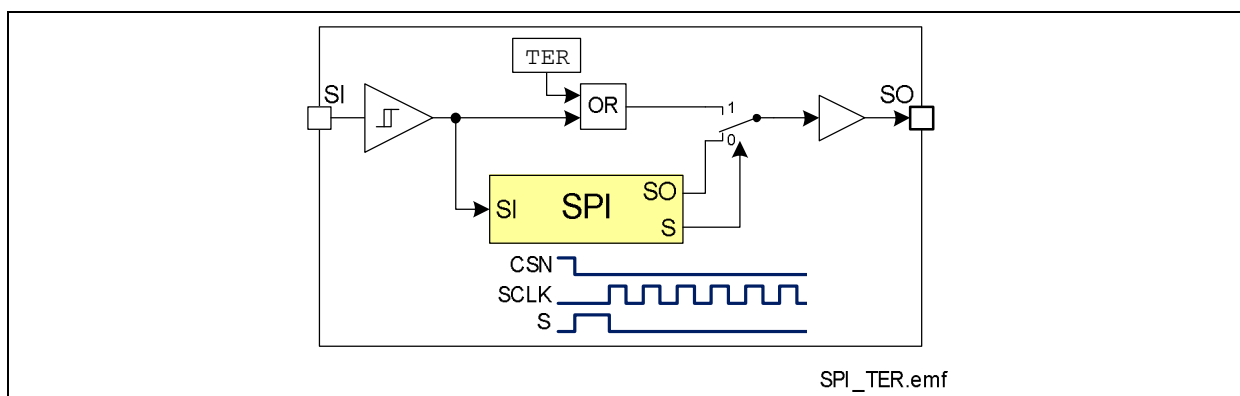 TER
SI
SO
OR
1
0
SO
SI
SPI
S
CSN
SCLK
S
SPI_TER.emf